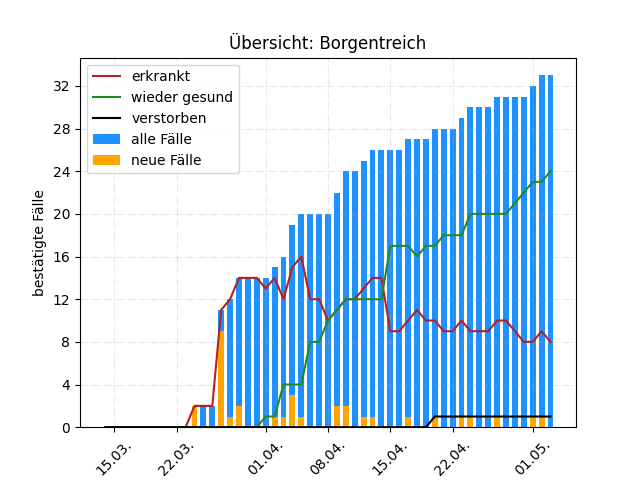 Übersicht: Borgentreich
erkrankt
wieder gesund
verstorben
alle Fälle
neue Fälle
bestätigte Fälle
32
28
24
20
16
12
8
4
0
15.03.
22.03.
01.04.
08.04.
15.04.
22.04.
01.05.